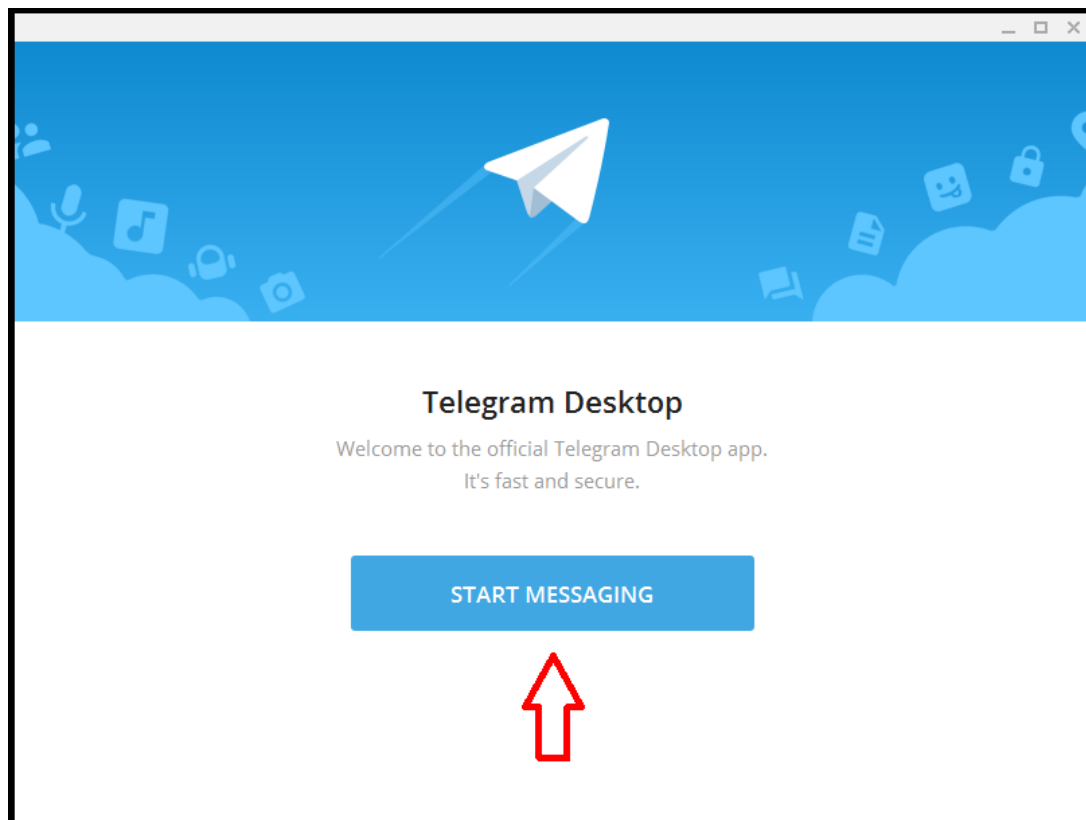 Telegram Desktop
Welcome to the official Telegram Desktop app.
It's fast and secure.
START MESSAGING